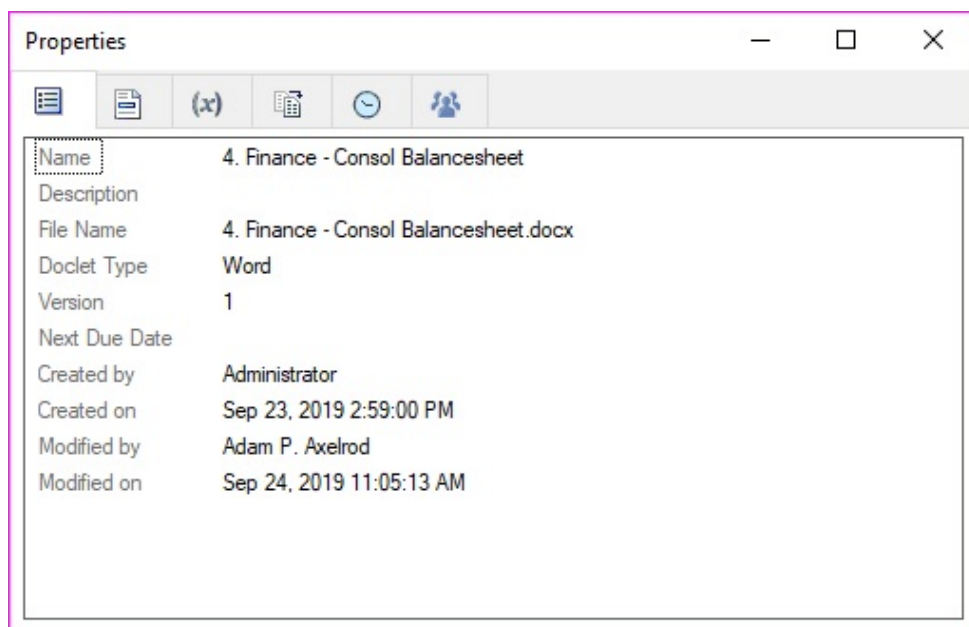 Properties
(x)
Name 4. Finance - Consol Balancesheet
Description
File Name 4. Finance - Consol Balancesheet.docx
Doclet Type Word
Version 1
Next Due Date
Created by Administrator
Created on Sep 23, 2019 2:59:00 PM
Modified by Adam P. Axelrod
Modified on Sep 24, 2019 11:05:13 AM